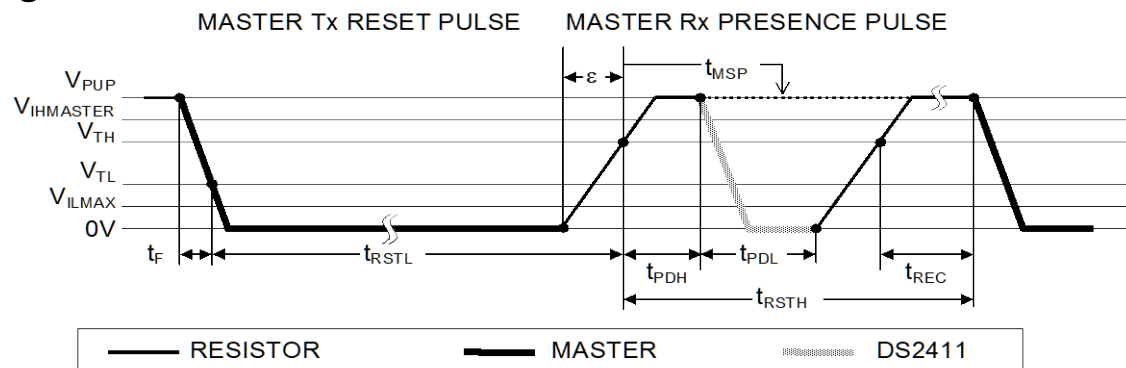 MASTER Tx RESET PULSE MASTER Rx PRESENCE PULSE
ε tMSP
VPUP
VIHMASTER
VTH
VTL
VILMAX
0V
tF tRSTL tPDH tPDL tREC
tRSTH
RESISTOR MASTER DS2411